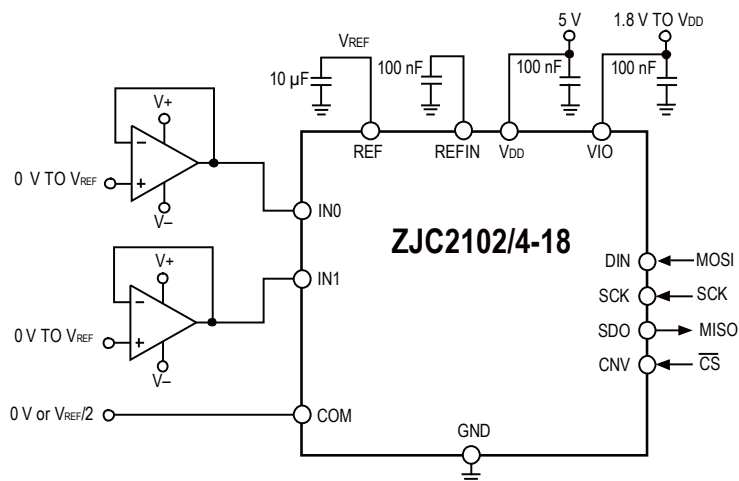 5 V
1.8 V TO VDD
VREF
10 µF
100 nF
100 nF
100 nF
REF
REFIN
VDD
VIO
V+
−
+
0 V TO VREF
V−
IN0
ZJC2102/4-18
V+
−
+
0 V TO VREF
V−
IN1
DIN
MOSI
SCK
SCK
SDO
MISO
CNV
CS
0 V or VREF/2
COM
GND